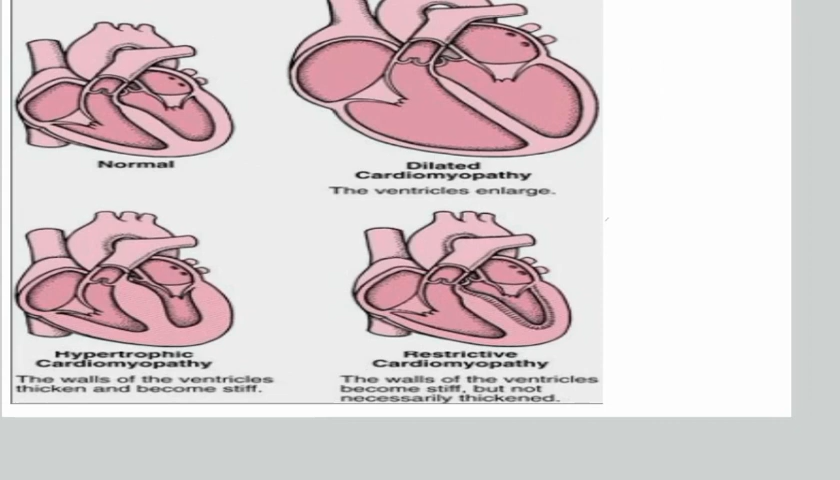 Normal
Dilated
Cardiomyopathy
The ventricles enlarge.
Hypertrophic
Cardiomyopathy
The walls of the ventricles
thicken and become stiff.
Restrictive
Cardiomyopathy
The walls of the ventricles
become stiff, but not
necessarily thickened.